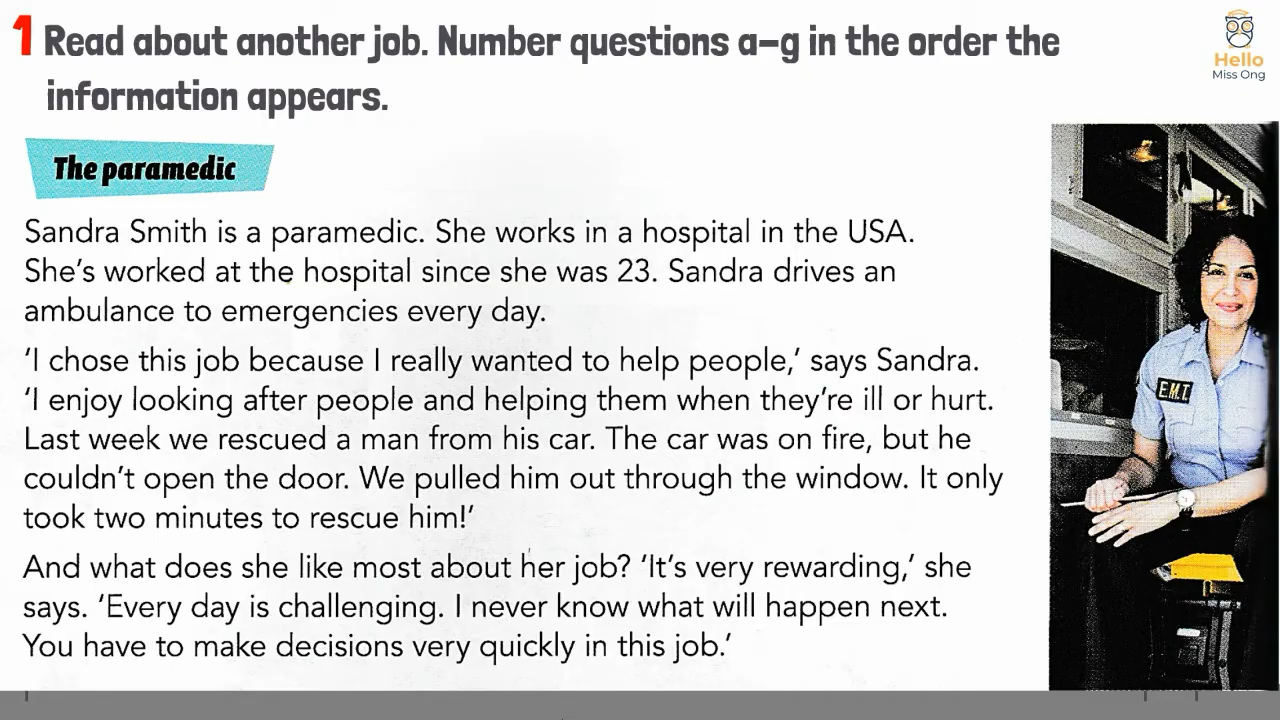 1 Read about another job. Number questions a–g in the order the
information appears.
Hello
Miss Ong
The paramedic
Sandra Smith is a paramedic. She works in a hospital in the USA.
She's worked at the hospital since she was 23. Sandra drives an
ambulance to emergencies every day.
'I chose this job because I really wanted to help people,' says Sandra.
'I enjoy looking after people and helping them when they're ill or hurt.
Last week we rescued a man from his car. The car was on fire, but he
couldn't open the door. We pulled him out through the window. It only
took two minutes to rescue him!'
And what does she like most about her job? 'It's very rewarding,' she
says. 'Every day is challenging. I never know what will happen next.
You have to make decisions very quickly in this job.'
E.M.T.